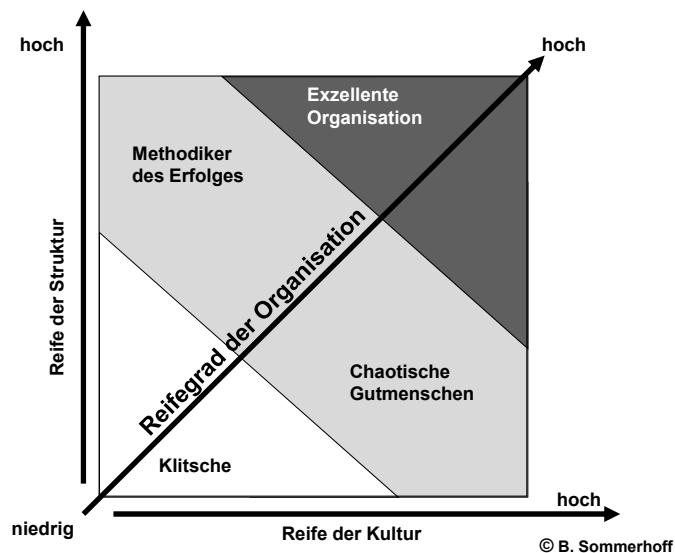 hoch
hoch
Exzellente
Organisation
Methodiker
des Erfolges
Reife der Struktur
Reifegrad der Organisation
Chaotische
Gutmenschen
Klitsche
hoch
niedrig
Reife der Kultur
© B. Sommerhoff